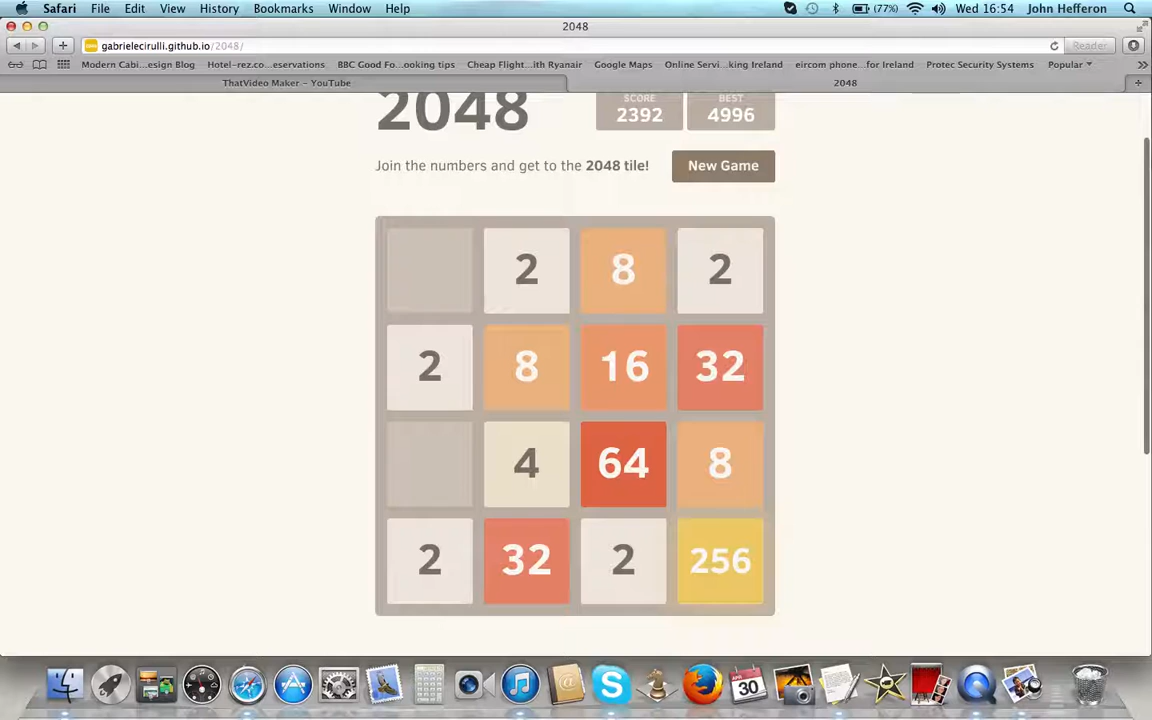 Safari File Edit View History Bookmarks Window Help (77%) Wed 16:54 John Hefferon
2048
gabrielecirulli.github.io/2048/ Reader
Modern Cabi...esign Blog Hotel-rez.co...eservations BBC Good Fo...ooking tips Cheap Flight...ith Ryanair Google Maps Online Servi...king Ireland eircom phone...for Ireland Protec Security Systems Popular
ThatVideo Maker – YouTube 2048
2048 SCORE BEST
2392 4996
Join the numbers and get to the 2048 tile! New Game
2 8 2
2 8 16 32
4 64 8
2 32 2 256
APR
30